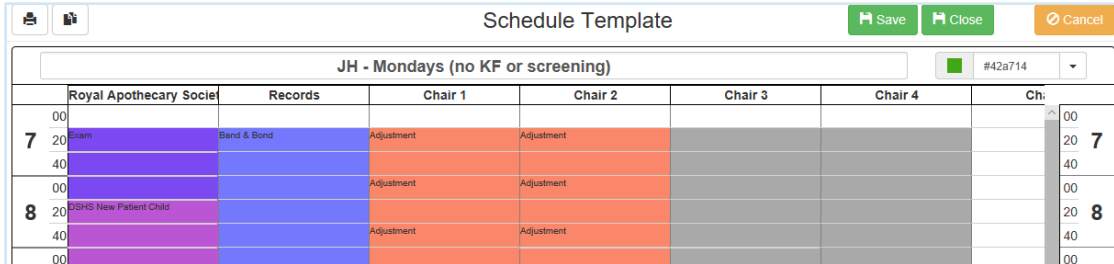 Schedule Template
Save Close Cancel
JH - Mondays (no KF or screening) #42a714
Royal Apothecary Societ Records Chair 1 Chair 2 Chair 3 Chair 4 Cha
00 00
7 20 Exam Band & Bond Adjustment Adjustment 20 7
40 40
00 Adjustment Adjustment 00
8 20 DSHS New Patient Child 20 8
40 Adjustment Adjustment 40
00 00